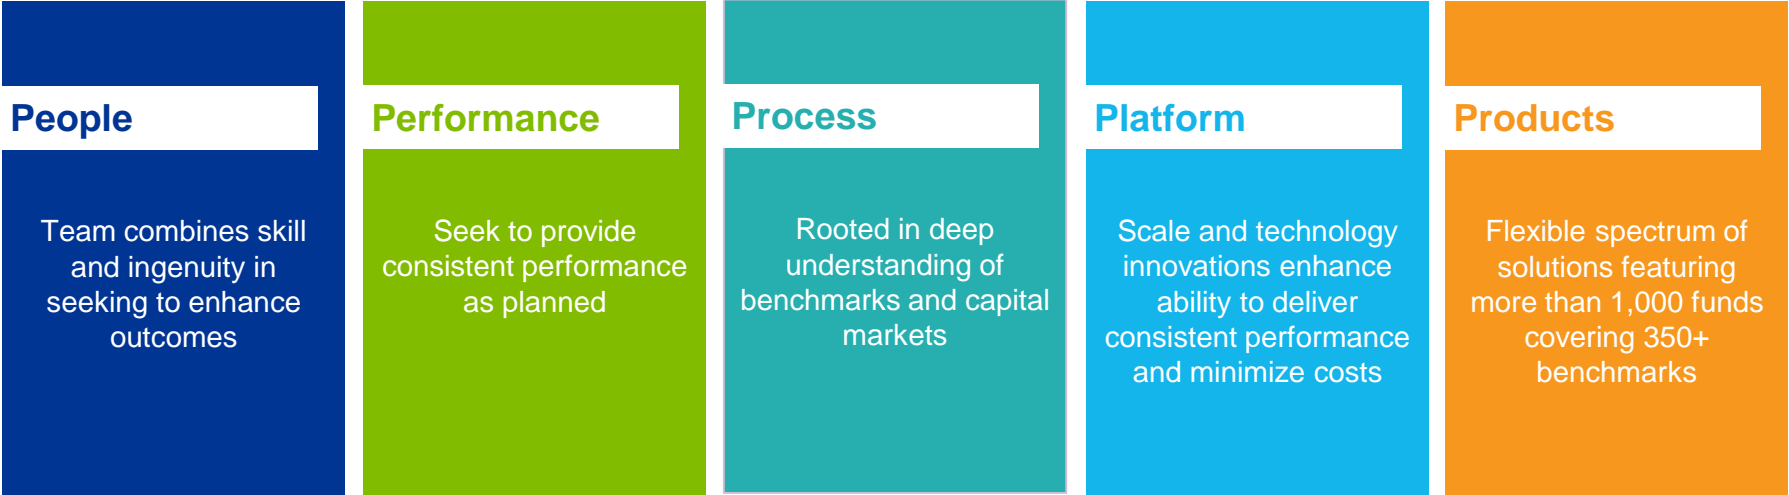 People
Team combines skill
and ingenuity in
seeking to enhance
outcomes
Performance
Seek to provide
consistent performance
as planned
Process
Rooted in deep
understanding of
benchmarks and capital
markets
Platform
Scale and technology
innovations enhance
ability to deliver
consistent performance
and minimize costs
Products
Flexible spectrum of
solutions featuring
more than 1,000 funds
covering 350+
benchmarks